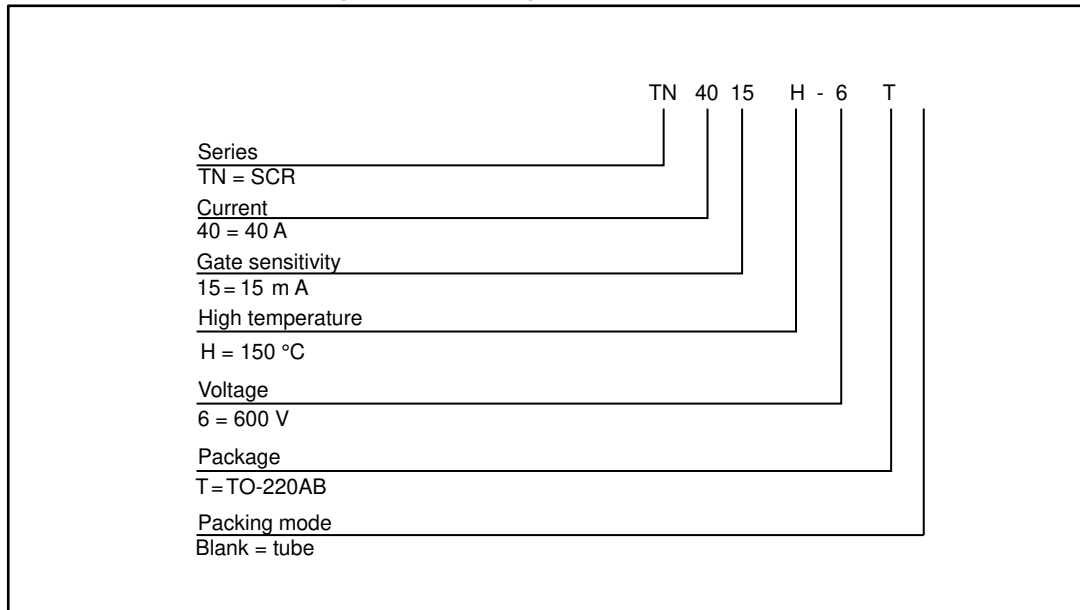 TN 40 15 H - 6 T
Series
TN = SCR
Current
40 = 40 A
Gate sensitivity
15 = 15 m A
High temperature
H = 150 °C
Voltage
6 = 600 V
Package
T = TO-220AB
Packing mode
Blank = tube